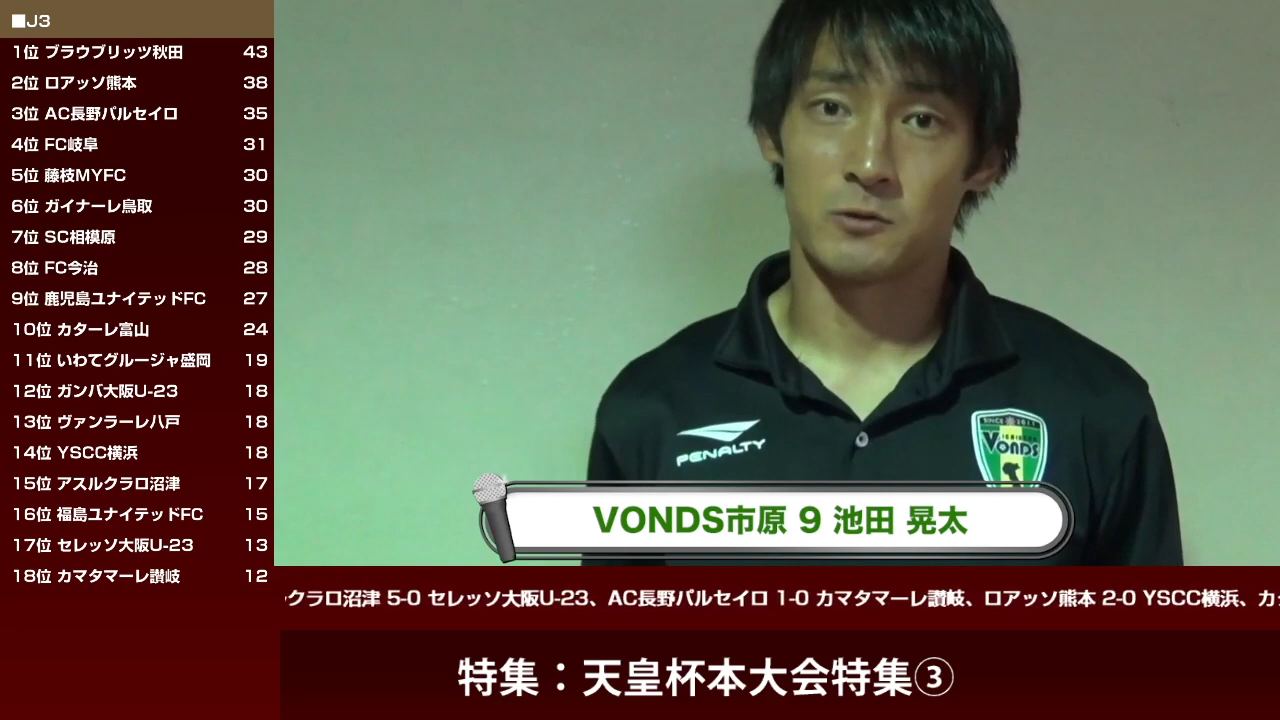 ■J3
1位 ブラウブリッツ秋田 43
2位 ロアッソ熊本 38
3位 AC長野パルセイロ 35
4位 FC岐阜 31
5位 藤枝MYFC 30
6位 ガイナーレ鳥取 30
7位 SC相模原 29
8位 FC今治 28
9位 鹿児島ユナイテッドFC 27
10位 カターレ富山 24
11位 いわてグルージャ盛岡 19
12位 ガンバ大阪U-23 18
13位 ヴァンラーレ八戸 18
14位 YSCC横浜 18
15位 アスルクラロ沼津 17
16位 福島ユナイテッドFC 15
17位 セレッソ大阪U-23 13
18位 カマタマーレ讃岐 12
PENALTY
SINCE 2011
VONDS
VONDS市原 9 池田 晃太
クラロ沼津 5-0 セレッソ大阪U-23、AC長野パルセイロ 1-0 カマタマーレ讃岐、ロアッソ熊本 2-0 YSCC横浜、カ
特集：天皇杯本大会特集③